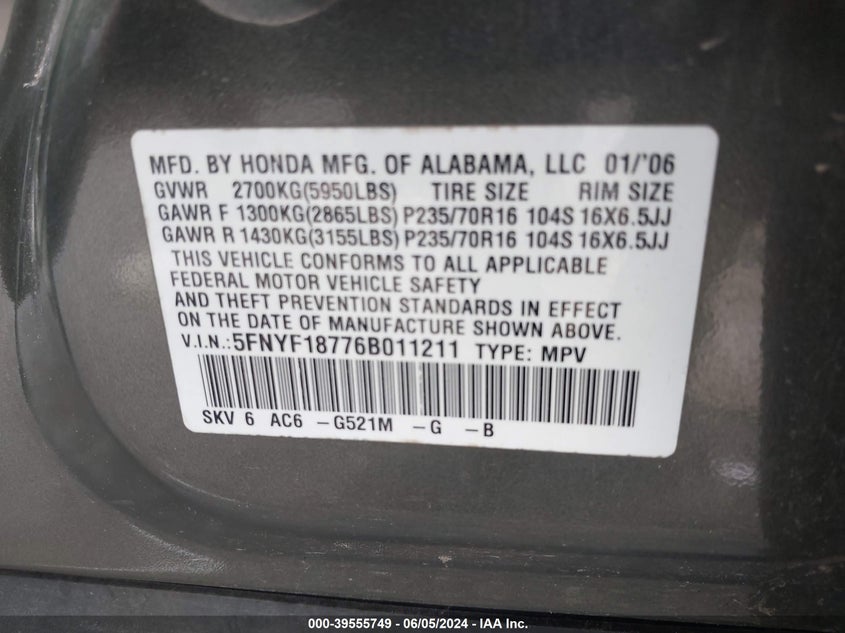 MFD. BY HONDA MFG. OF ALABAMA, LLC 01/'06
GVWR 2700KG(5950LBS) TIRE SIZE RIM SIZE
GAWR F 1300KG(2865LBS) P235/70R16 104S 16X6.5JJ
GAWR R 1430KG(3155LBS) P235/70R16 104S 16X6.5JJ
THIS VEHICLE CONFORMS TO ALL APPLICABLE
FEDERAL MOTOR VEHICLE SAFETY
AND THEFT PREVENTION STANDARDS IN EFFECT
ON THE DATE OF MANUFACTURE SHOWN ABOVE.
V.I.N.:5FNYF18776B011211 TYPE: MPV
SKV 6 AC6 -G521M -G -B
000-39555749 - 06/05/2024 - IAAI, Inc.